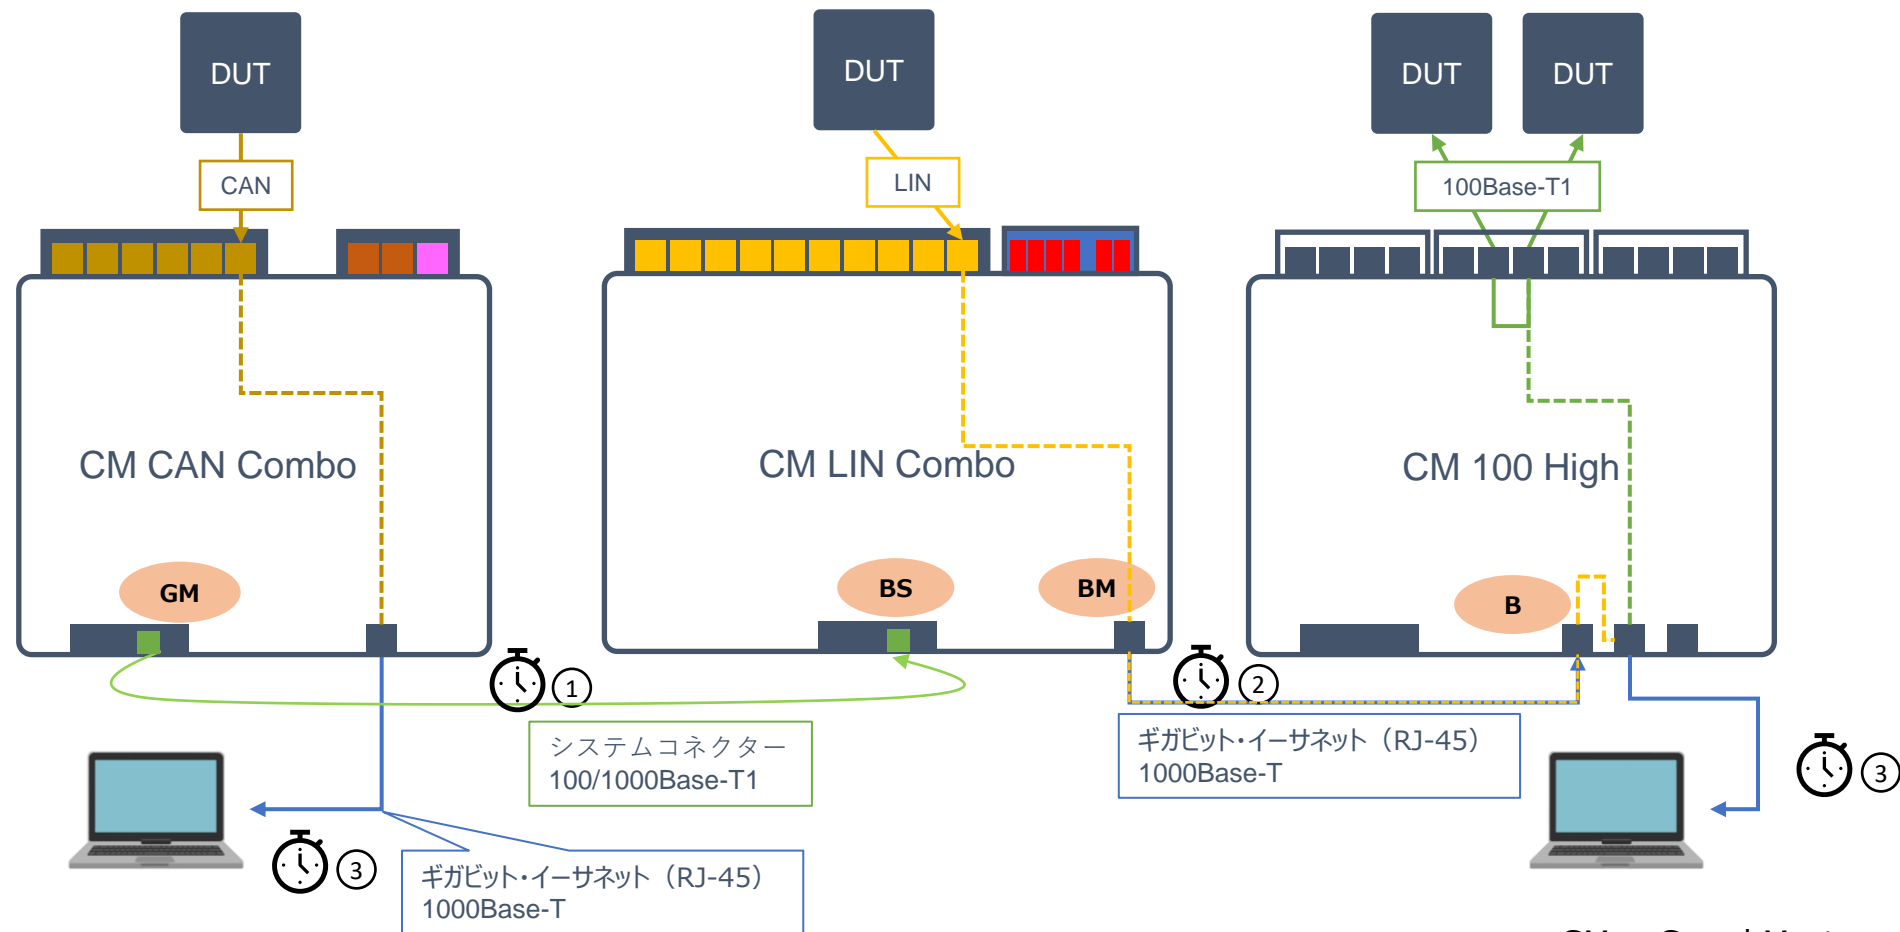 DUT
DUT
DUT
DUT
CAN
LIN
100Base-T1
CM CAN Combo
CM LIN Combo
CM 100 High
GM
BS
BM
B
1
2
システムコネクター
100/1000Base-T1
ギガビット・イーサネット（RJ-45）
1000Base-T
3
3
ギガビット・イーサネット（RJ-45）
1000Base-T